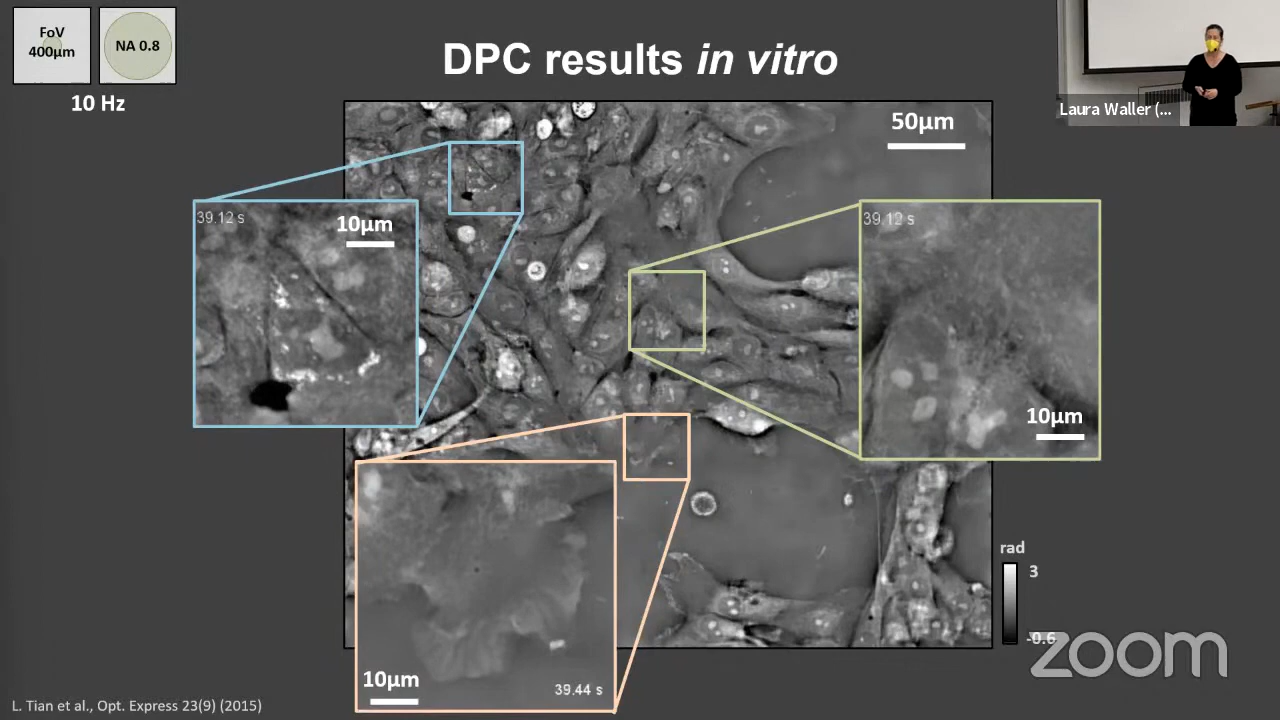 FoV
400µm
NA 0.8
10 Hz
DPC results in vitro
Laura Waller (...
50µm
39.12 s
10µm
39.12 s
10µm
10µm
39.44 s
rad
3
-0.6
zoom
L. Tian et al., Opt. Express 23(9) (2015)